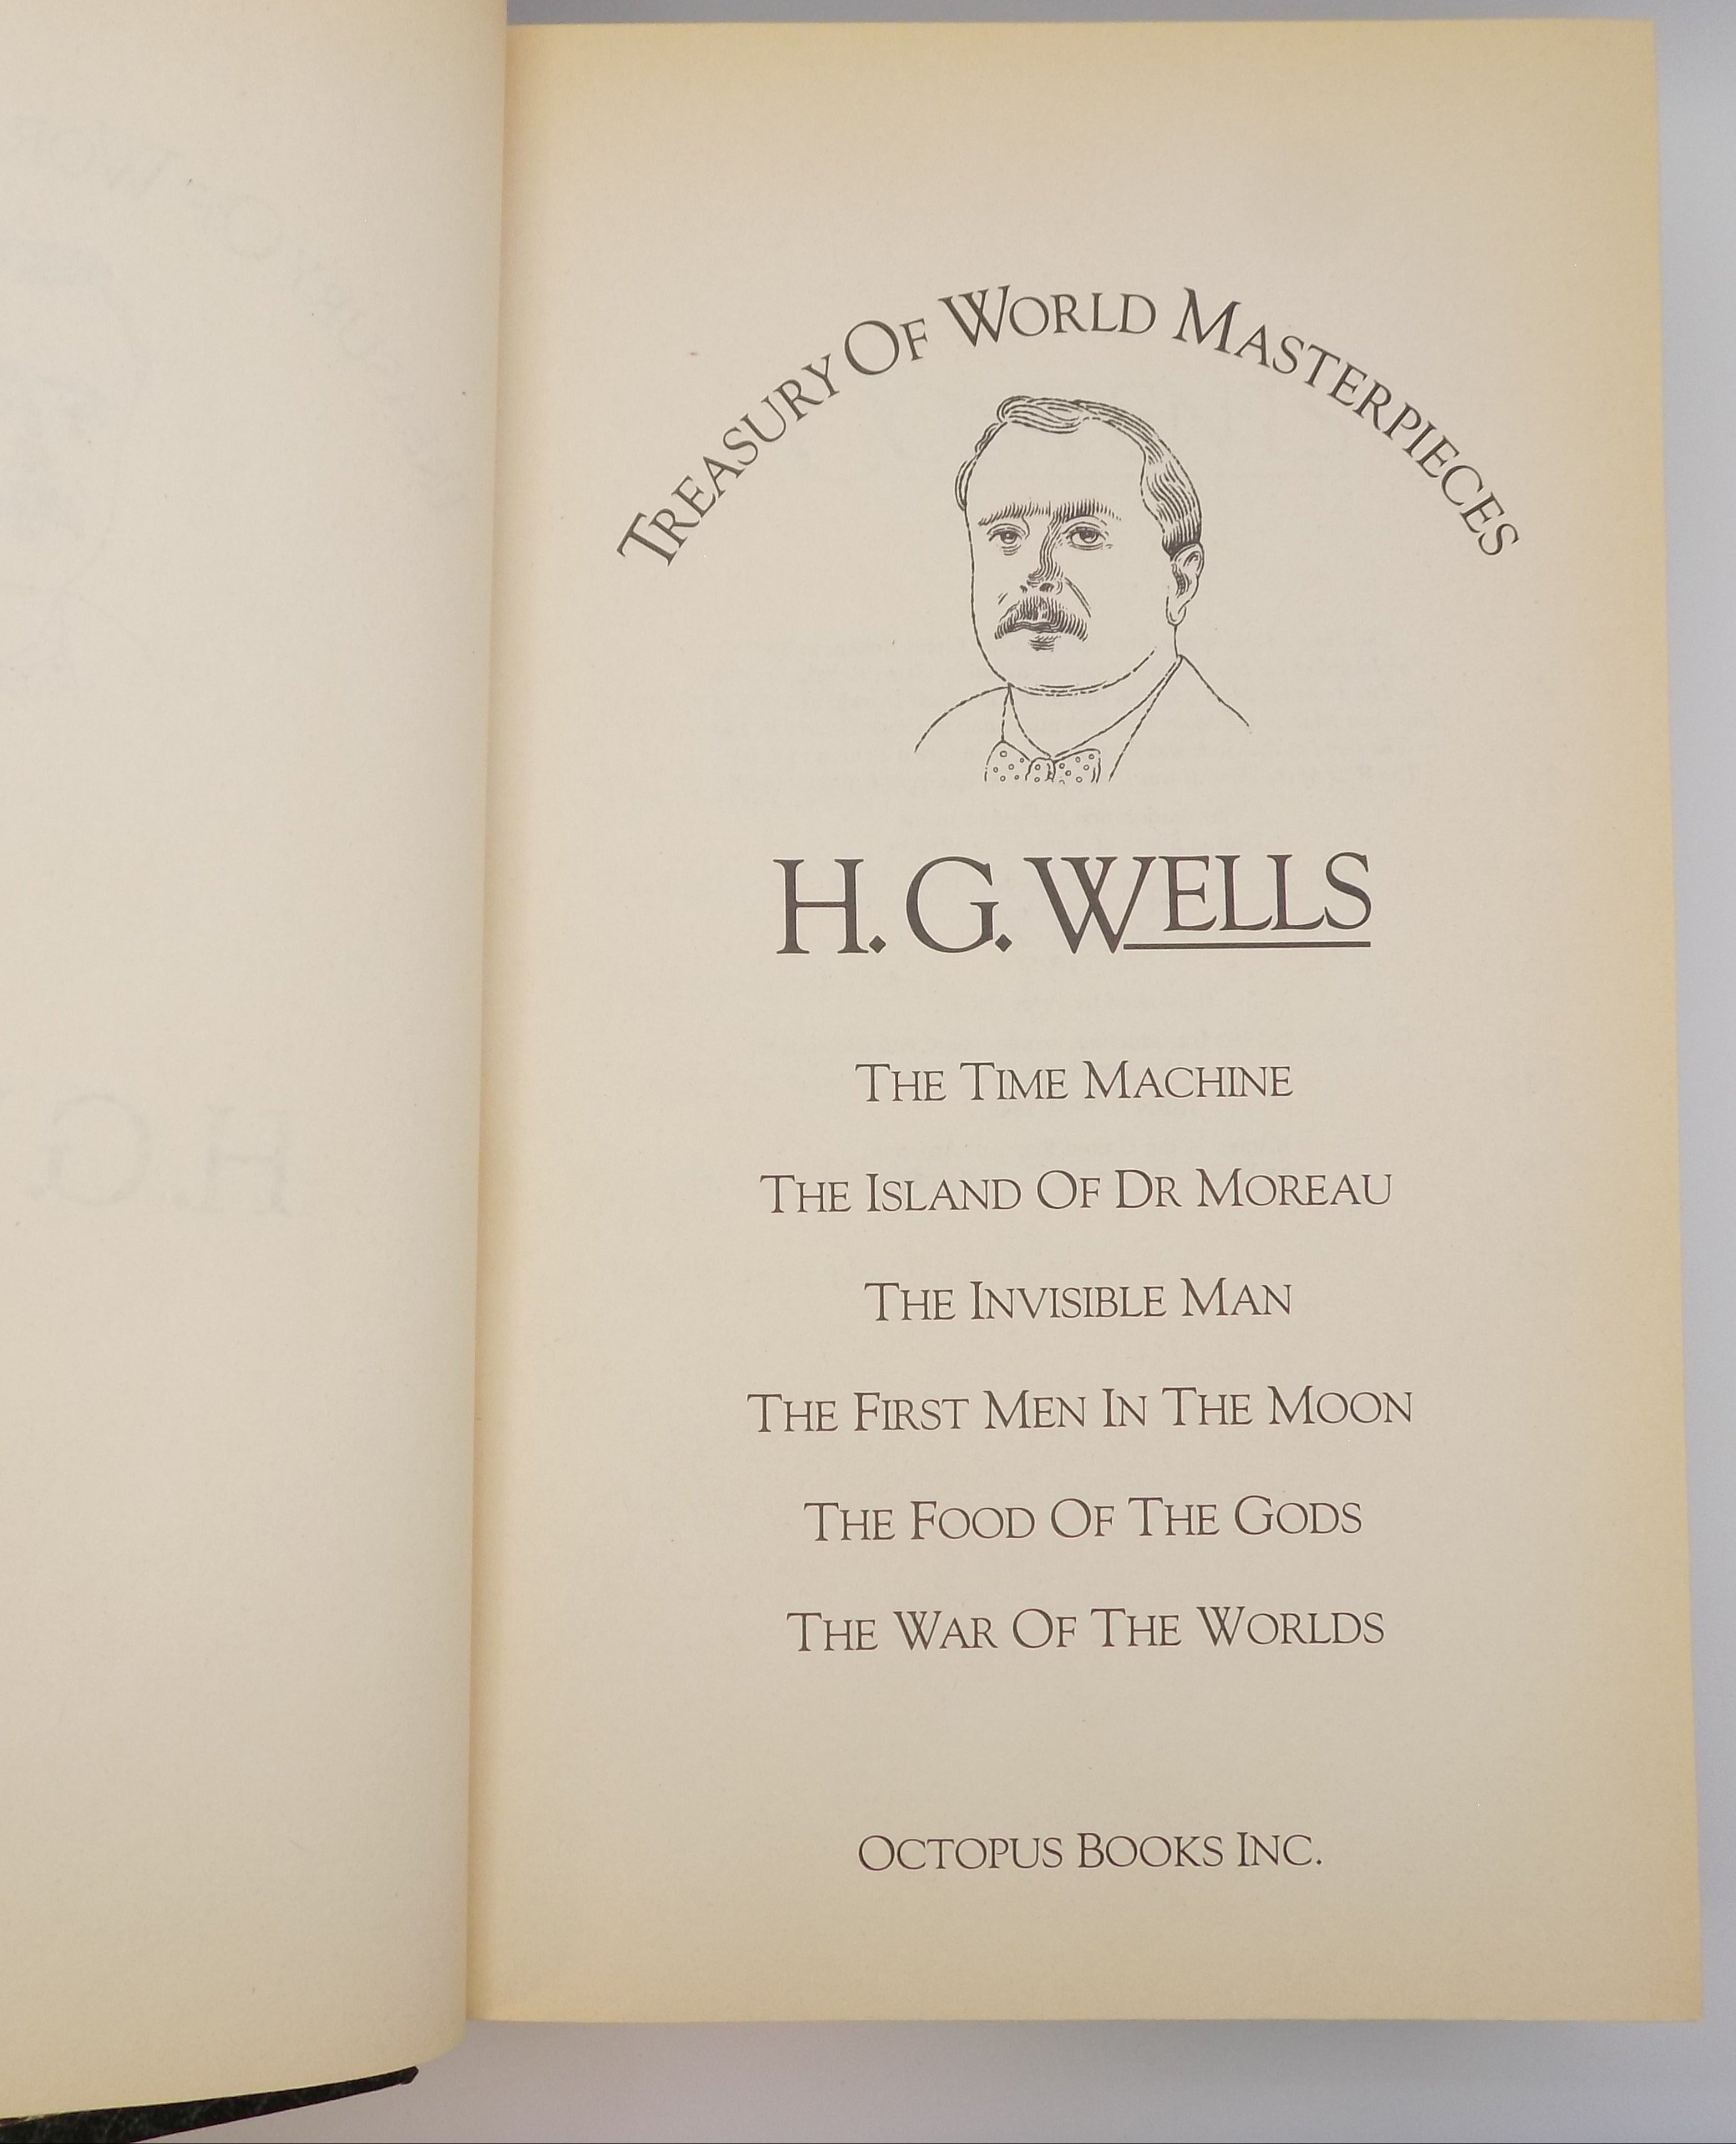 Treasury Of World Masterpieces
H. G. Wells
The Time Machine
The Island Of Dr Moreau
The Invisible Man
The First Men In The Moon
The Food Of The Gods
The War Of The Worlds
Octopus Books Inc.